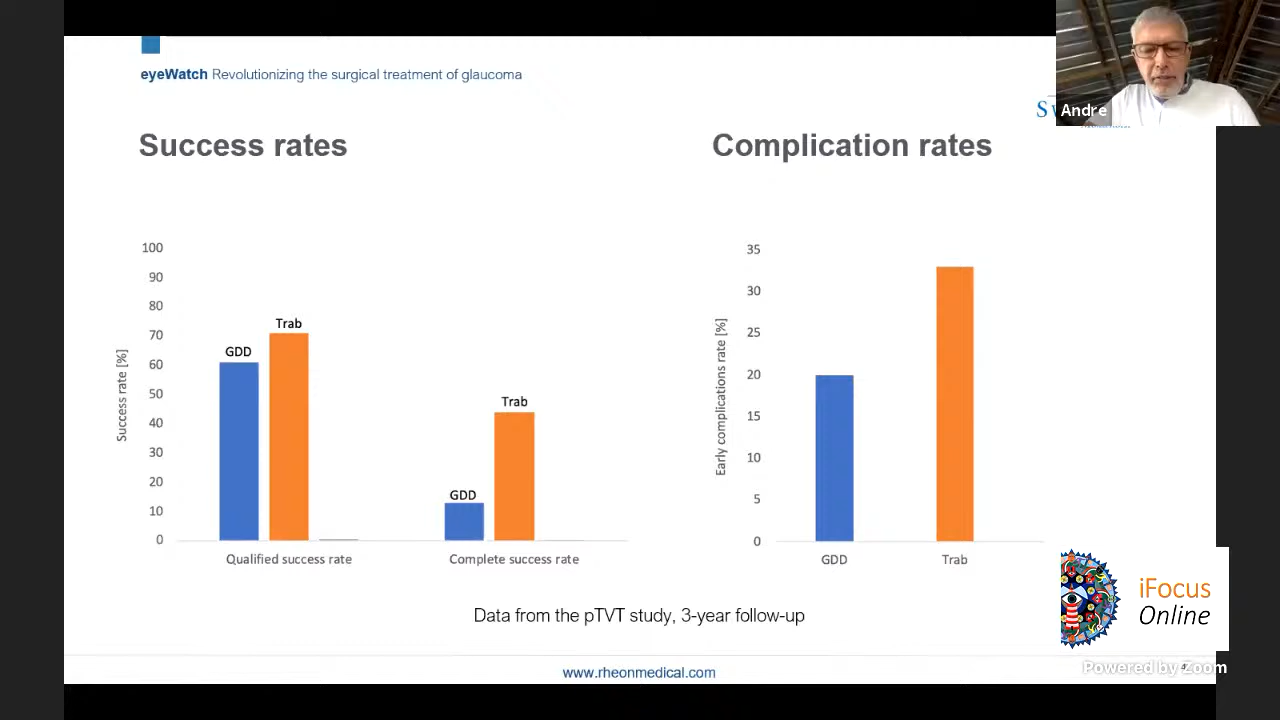 eyeWatch Revolutionizing the surgical treatment of glaucoma
Andre
Success rates
Complication rates
100
90
80
70
60
50
40
30
20
10
0
Success rate [%]
GDD
Trab
GDD
Trab
Qualified success rate
Complete success rate
35
30
25
20
15
10
5
0
Early complications rate [%]
GDD
Trab
Data from the pTVT study, 3-year follow-up
iFocus
Online
www.rheonmedical.com
Powered by Zoom